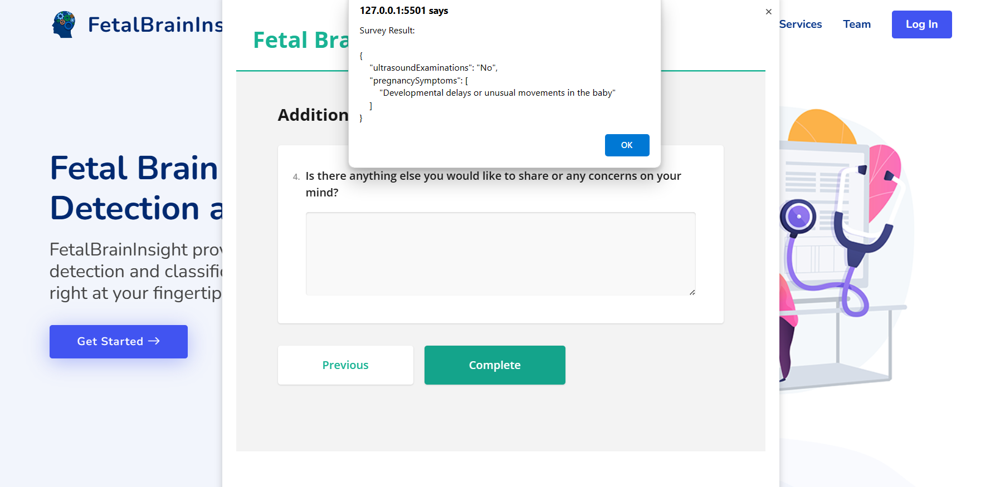 FetalBrainIns
Services
Team
Log In
×
127.0.0.1:5501 says
Survey Result:
{
"ultrasoundExaminations": "No",
"pregnancySymptoms": [
"Developmental delays or unusual movements in the baby"
]
}
OK
Fetal Bra
Addition
4. Is there anything else you would like to share or any concerns on your
mind?
Previous
Complete
Fetal Brain
Detection a
FetalBrainInsight prov
detection and classific
right at your fingertip
Get Started →